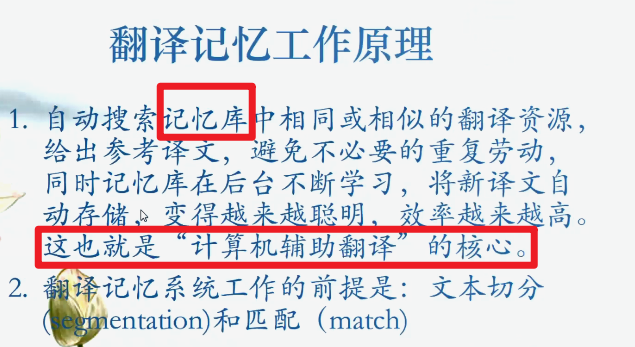 翻译记忆工作原理
1. 自动搜索记忆库中相同或相似的翻译资源，
给出参考译文，避免不必要的重复劳动，
同时记忆库在后台不断学习，将新译文自
动存储、变得越来越聪明，效率越来越高。
这也就是“计算机辅助翻译”的核心。
2. 翻译记忆系统工作的前提是：文本切分
(segmentation)和匹配（match)